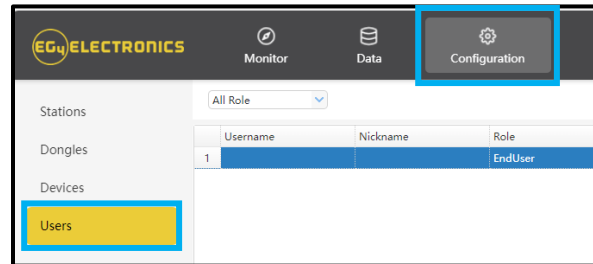 EG4 ELECTRONICS
Monitor
Data
Configuration
Stations
Dongles
Devices
Users
All Role
Username Nickname Role
1 EndUser